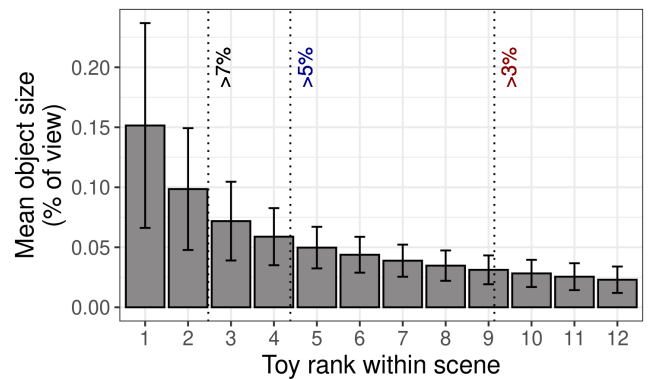 >7%
>5%
>3%
0.20
0.15
0.10
0.05
0.00
Mean object size
(% of view)
1 2 3 4 5 6 7 8 9 10 11 12
Toy rank within scene